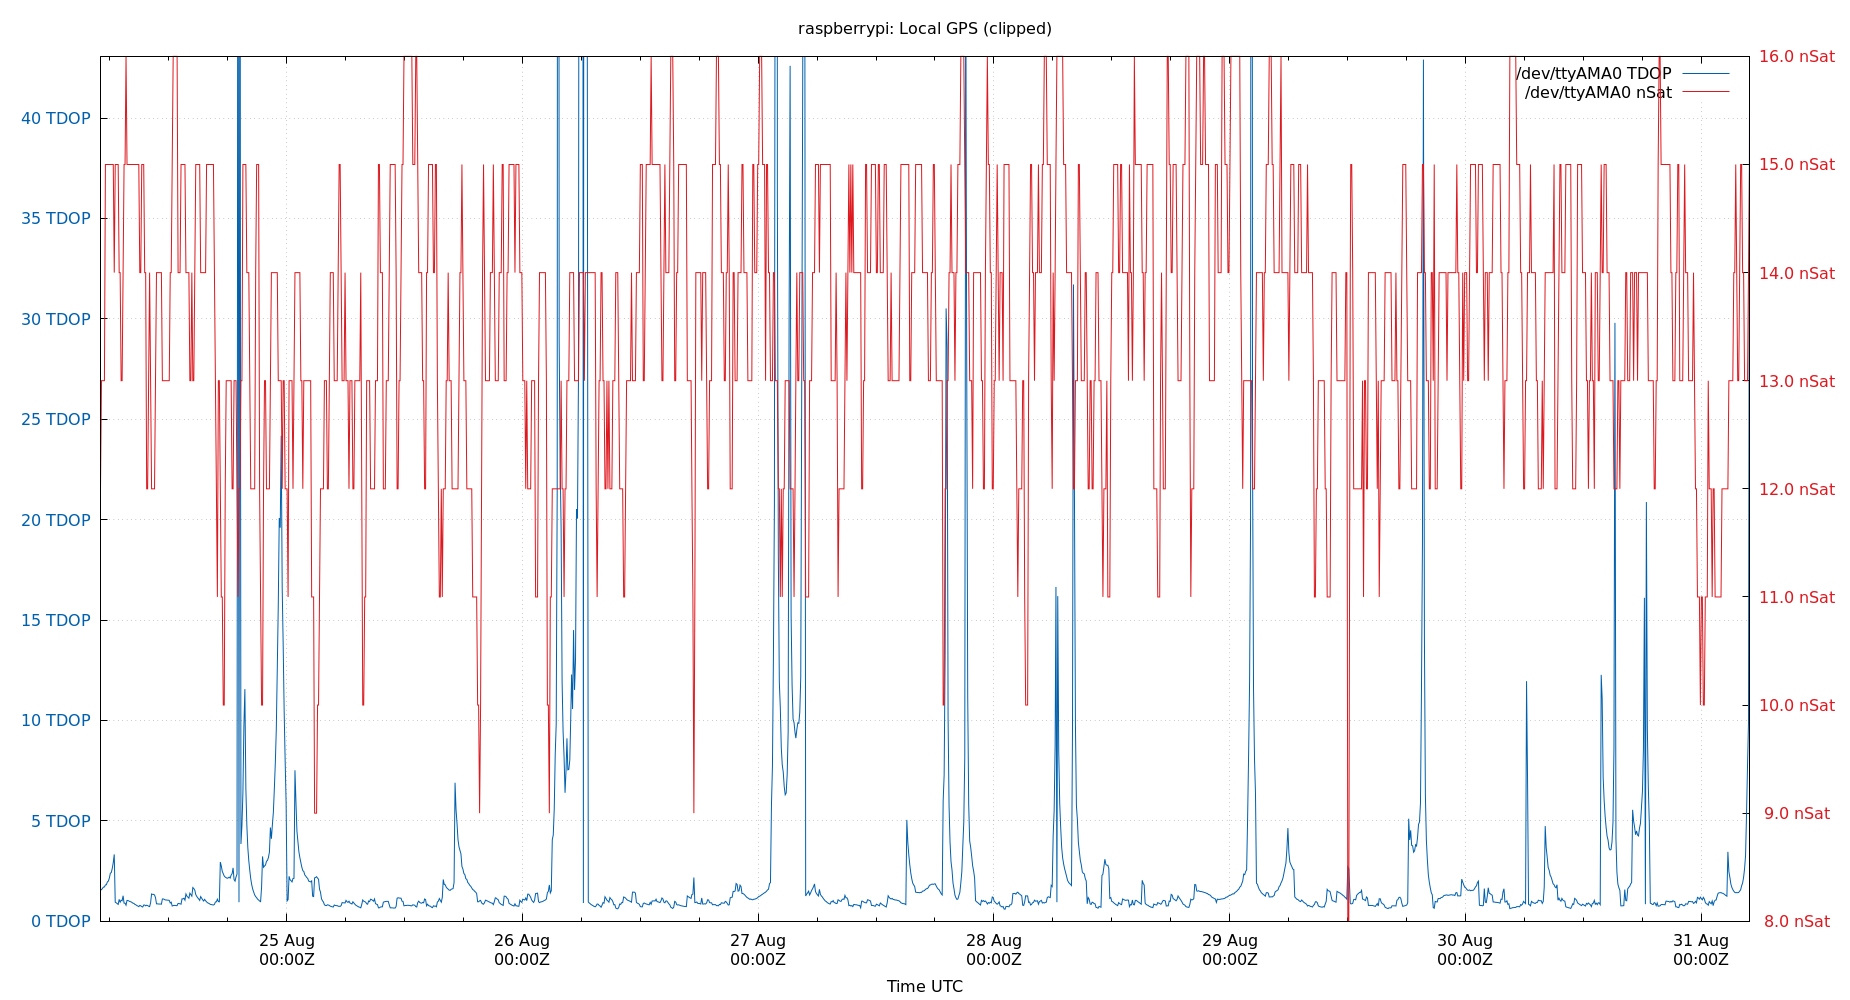 raspberrypi: Local GPS (clipped)
/dev/ttyAMA0 TDOP
/dev/ttyAMA0 nSat
40 TDOP
35 TDOP
30 TDOP
25 TDOP
20 TDOP
15 TDOP
10 TDOP
5 TDOP
0 TDOP
16.0 nSat
15.0 nSat
14.0 nSat
13.0 nSat
12.0 nSat
11.0 nSat
10.0 nSat
9.0 nSat
8.0 nSat
25 Aug
00:00Z
26 Aug
00:00Z
27 Aug
00:00Z
28 Aug
00:00Z
29 Aug
00:00Z
30 Aug
00:00Z
31 Aug
00:00Z
Time UTC